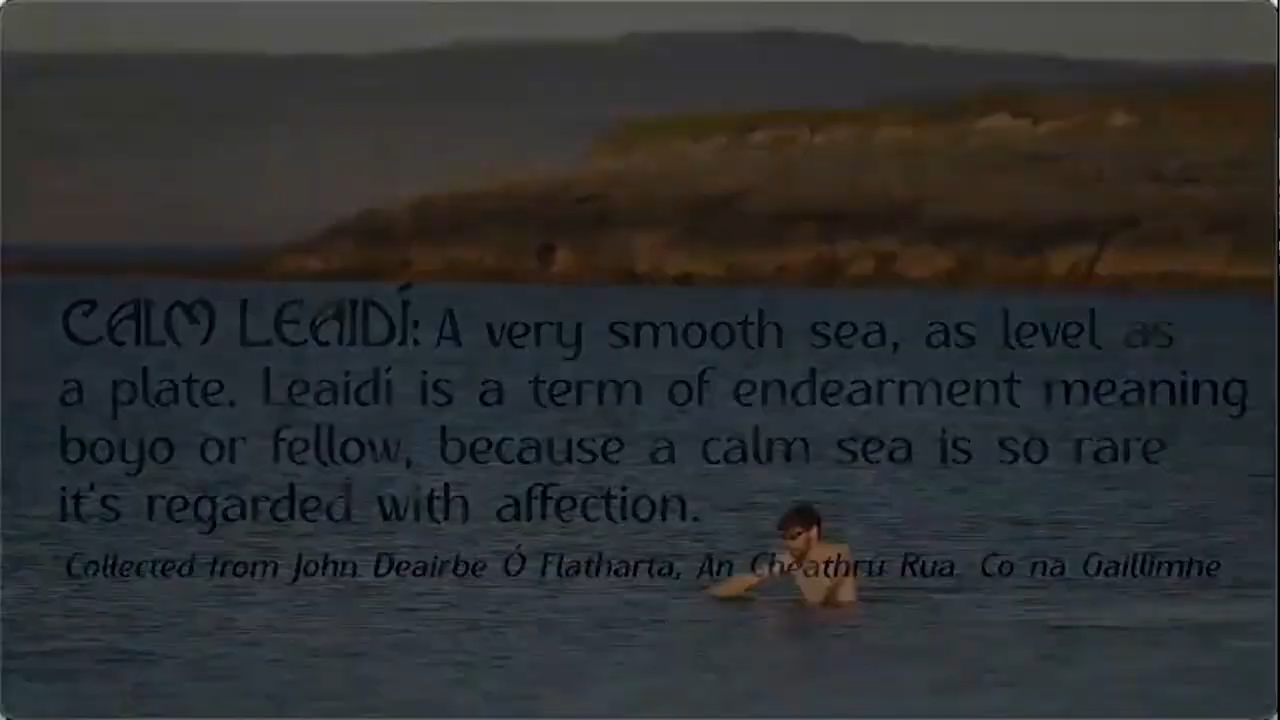 CALM LEAIDÍ: A very smooth sea, as level as
a plate. Leaidí is a term of endearment meaning
boyo or fellow, because a calm sea is so rare
it's regarded with affection.
Collected from John Deairbe Ó Flatharta, An Cheathrú Rua, Co na Gaillimhe